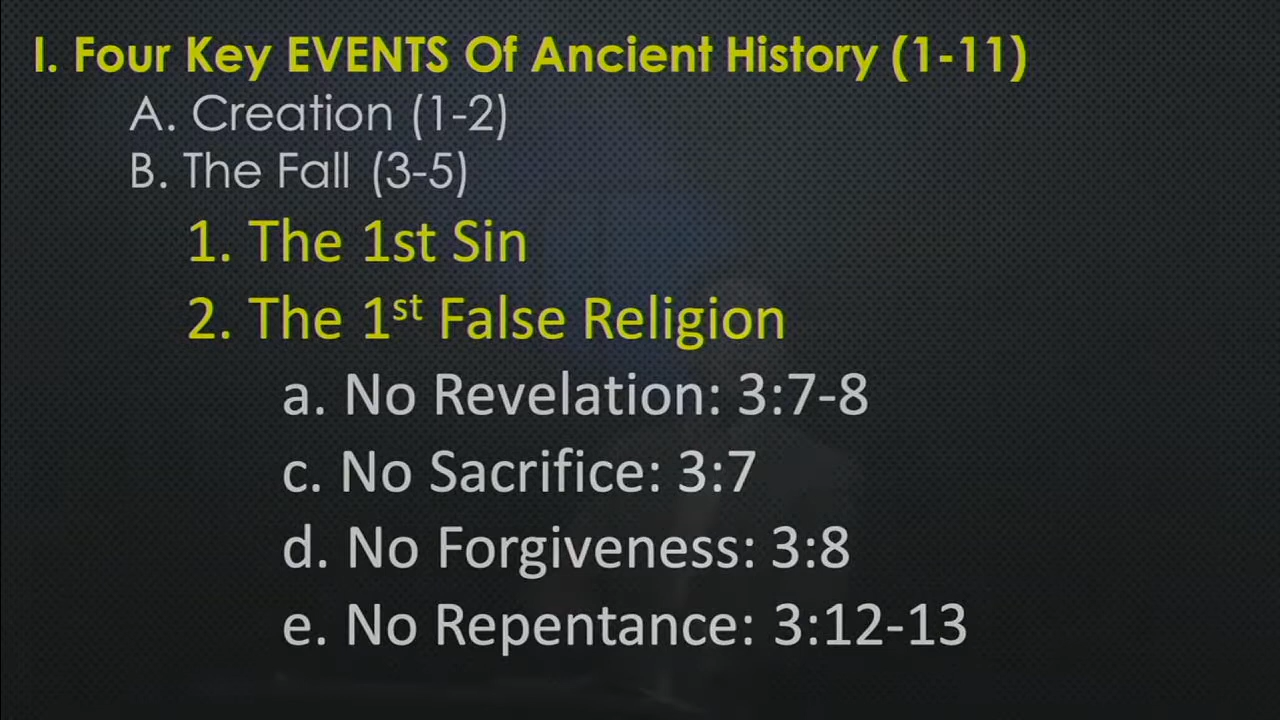 I. Four Key EVENTS Of Ancient History (1-11)
A. Creation (1-2)
B. The Fall (3-5)
1. The 1st Sin
2. The 1st False Religion
a. No Revelation: 3:7-8
c. No Sacrifice: 3:7
d. No Forgiveness: 3:8
e. No Repentance: 3:12-13